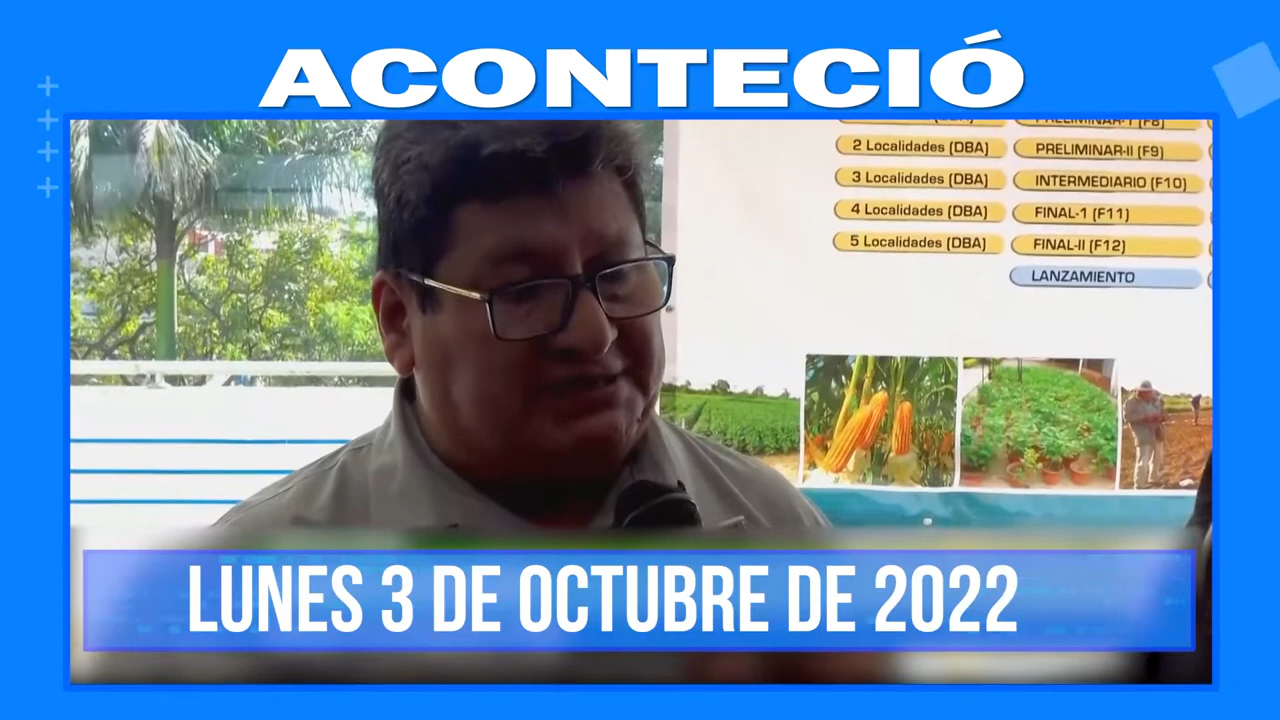 ACONTECIÓ
PRELIMINAR-I (F8)
2 Localidades (DBA)
PRELIMINAR-II (F9)
3 Localidades (DBA)
INTERMEDIARIO (F10)
4 Localidades (DBA)
FINAL-1 (F11)
5 Localidades (DBA)
FINAL-II (F12)
LANZAMIENTO
LUNES 3 DE OCTUBRE DE 2022